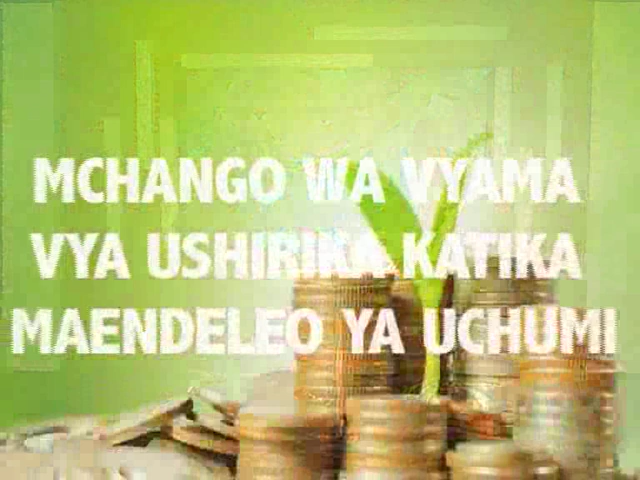 MCHANGO WA VYAMA
VYA USHIRIKA KATIKA
MAENDELEO YA UCHUMI